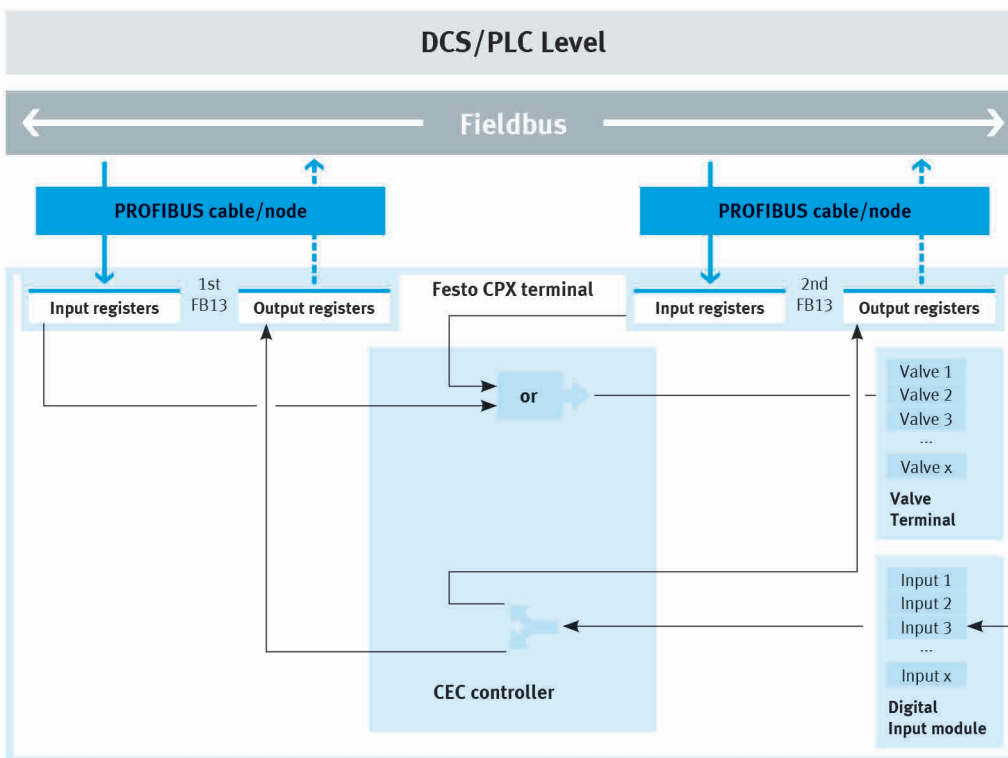 DCS/PLC Level
Fieldbus
PROFIBUS cable/node
PROFIBUS cable/node
Input registers
1st
FB13
Output registers
Festo CPX terminal
Input registers
2nd
FB13
Output registers
or
Valve 1
Valve 2
Valve 3
...
Valve x
Valve
Terminal
Input 1
Input 2
Input 3
...
Input x
Digital
Input module
CEC controller